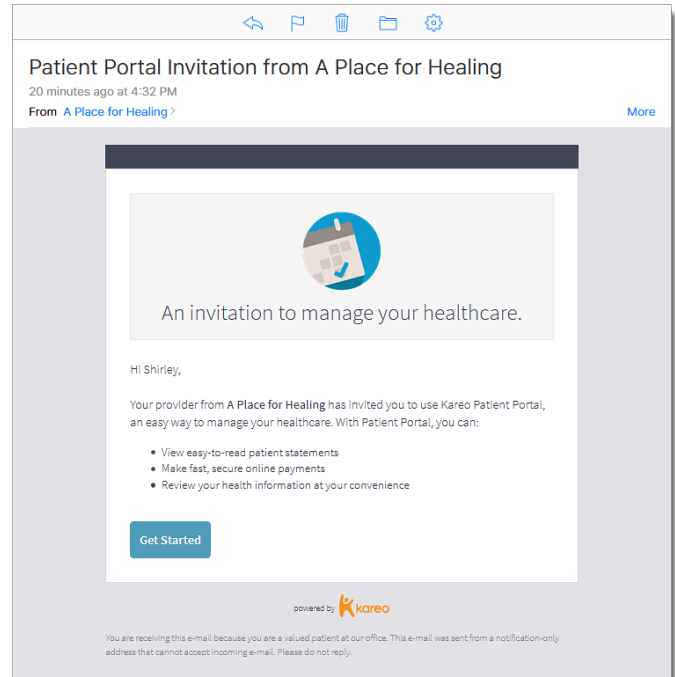 Patient Portal Invitation from A Place for Healing
20 minutes ago at 4:32 PM
From A Place for Healing >
More
An invitation to manage your healthcare.
Hi Shirley,
Your provider from A Place for Healing has invited you to use Kareo Patient Portal,
an easy way to manage your healthcare. With Patient Portal, you can:
• View easy-to-read patient statements
• Make fast, secure online payments
• Review your health information at your convenience
Get Started
powered by kareo
You are receiving this e-mail because you are a valued patient at our office. This e-mail was sent from a notification-only
address that cannot accept incoming e-mail. Please do not reply.